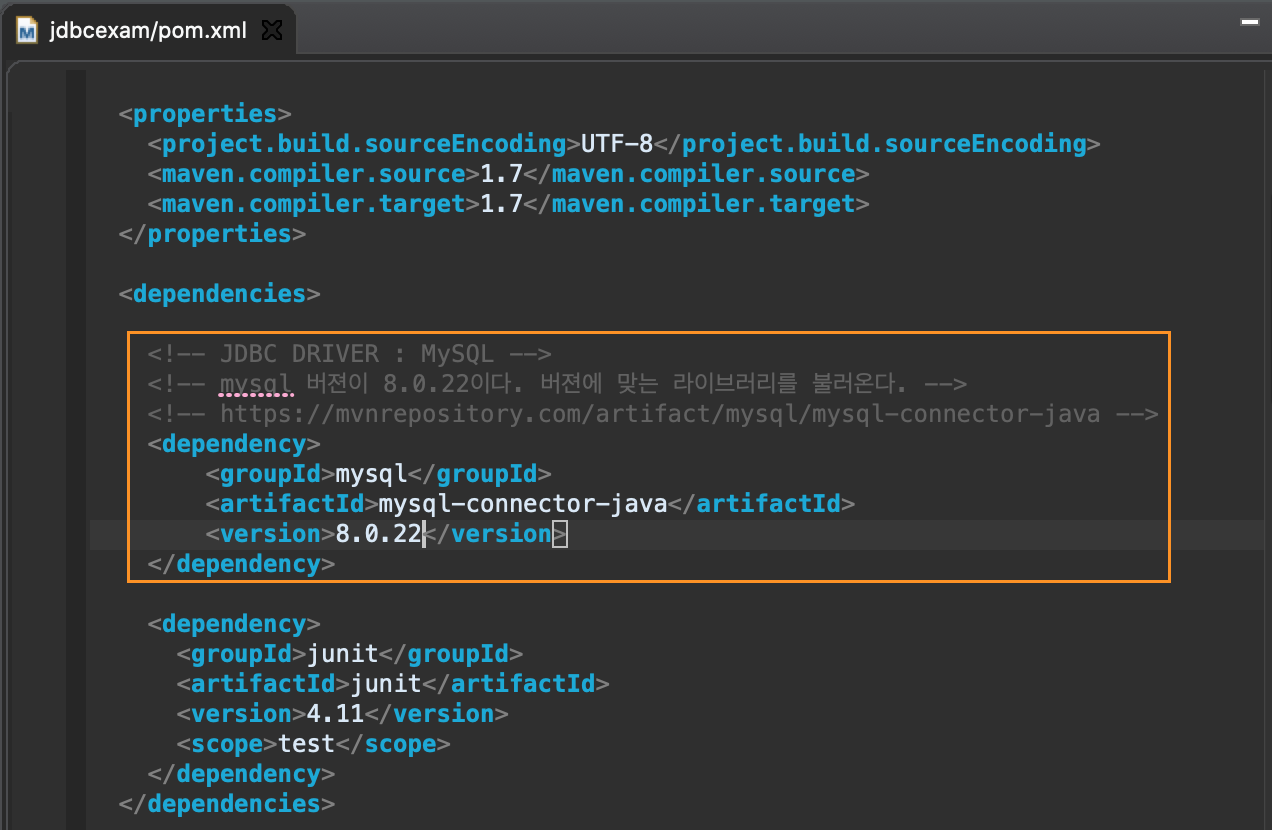 jdbcexam/pom.xml
<properties>
<project.build.sourceEncoding>UTF-8</project.build.sourceEncoding>
<maven.compiler.source>1.7</maven.compiler.source>
<maven.compiler.target>1.7</maven.compiler.target>
</properties>
<dependencies>
<!-- JDBC DRIVER : MySQL -->
<!-- mysql 버젼이 8.0.22이다. 버젼에 맞는 라이브러리를 불러온다. -->
<!-- https://mvnrepository.com/artifact/mysql/mysql-connector-java -->
<dependency>
<groupId>mysql</groupId>
<artifactId>mysql-connector-java</artifactId>
<version>8.0.22</version>
</dependency>
<dependency>
<groupId>junit</groupId>
<artifactId>junit</artifactId>
<version>4.11</version>
<scope>test</scope>
</dependency>
</dependencies>